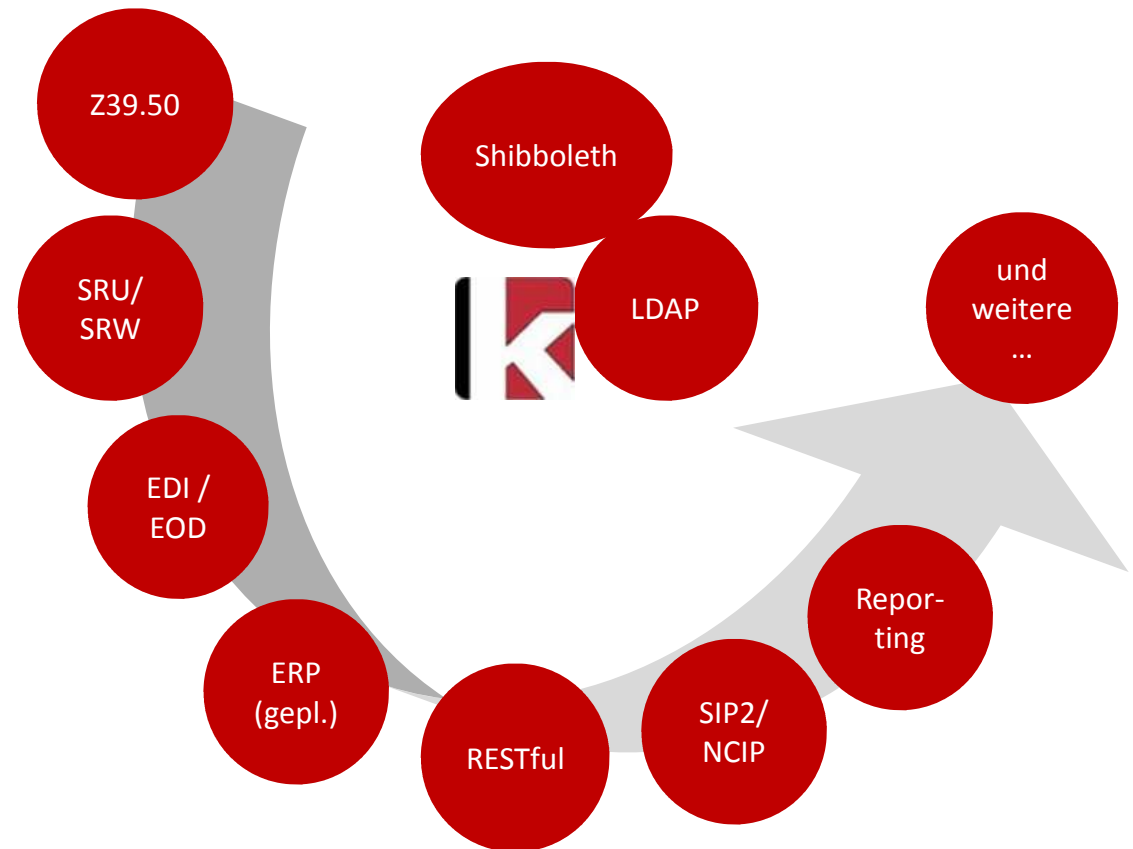 Z39.50
SRU/
SRW
EDI /
EOD
ERP
(gepl.)
RESTful
SIP2/
NCIP
Repor-
ting
und
weitere
...
Shibboleth
LDAP
k